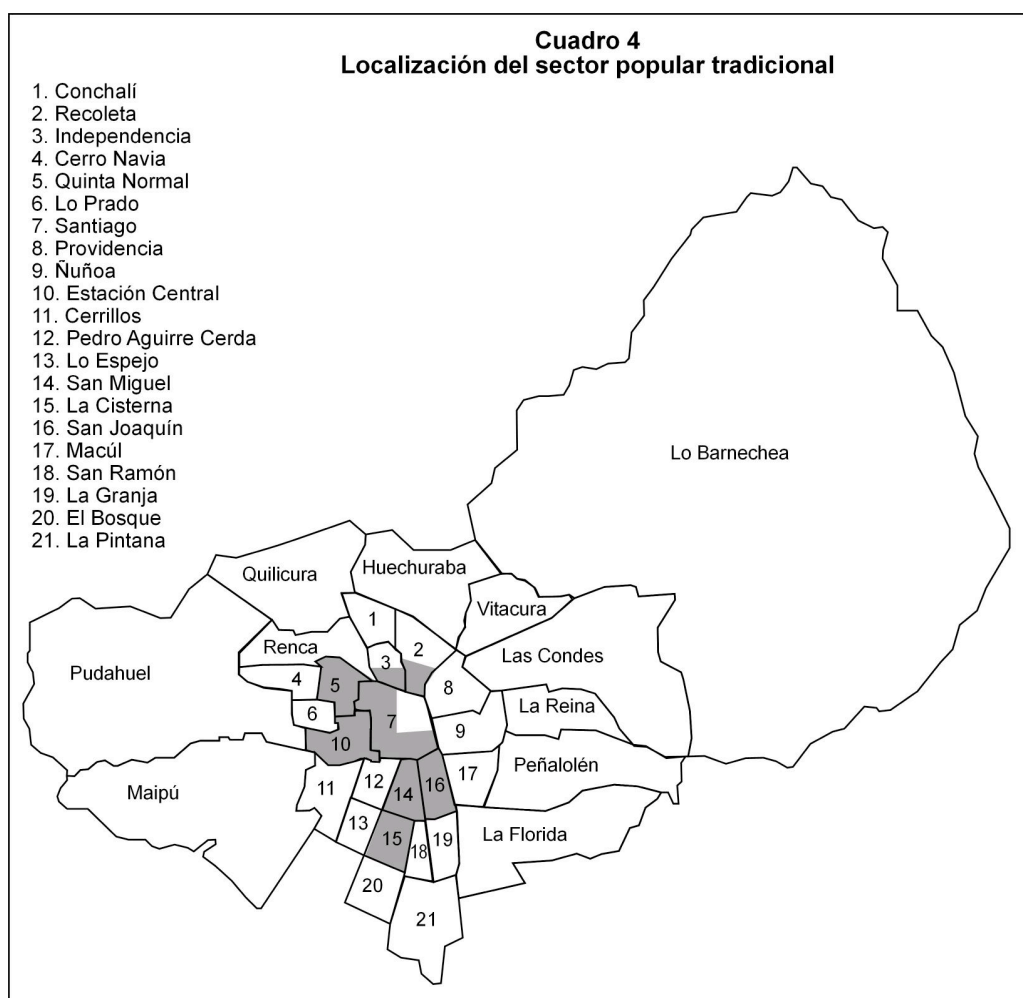 Cuadro 4
Localización del sector popular tradicional
1. Conchalí
2. Recoleta
3. Independencia
4. Cerro Navia
5. Quinta Normal
6. Lo Prado
7. Santiago
8. Providencia
9. Ñuñoa
10. Estación Central
11. Cerrillos
12. Pedro Aguirre Cerda
13. Lo Espejo
14. San Miguel
15. La Cisterna
16. San Joaquín
17. Macúl
18. San Ramón
19. La Granja
20. El Bosque
21. La Pintana
Lo Barnechea
Quilicura
Huechuraba
Vitacura
1
2
Renca
3
Las Condes
Pudahuel
4
5
8
La Reina
6
7
9
10
Peñalolén
Maipú
11
12
14
16
17
13
15
18
19
La Florida
20
21